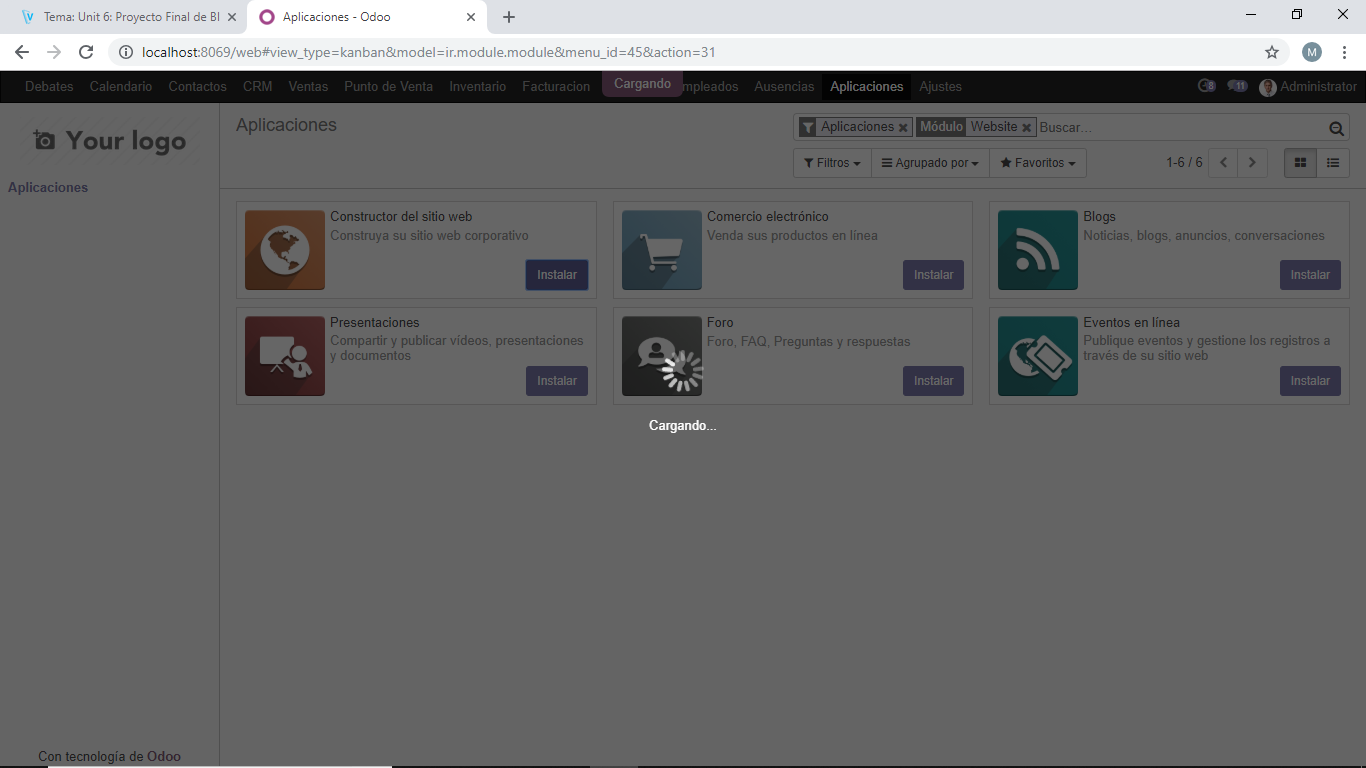 Tema: Unit 6: Proyecto Final de Bl
Aplicaciones - Odoo
localhost:8069/web#view_type=kanban&model=ir.module.module&menu_id=45&action=31
M
Debates Calendario Contactos CRM Ventas Punto de Venta Inventario Facturacion Cargando mpleados Ausencias Aplicaciones Ajustes 8 11 Administrator
Your logo
Aplicaciones
Aplicaciones
Aplicaciones Módulo Website Buscar...
Filtros Agrupado por Favoritos 1-6 / 6
Constructor del sitio web
Construya su sitio web corporativo
Instalar
Comercio electrónico
Venda sus productos en línea
Instalar
Blogs
Noticias, blogs, anuncios, conversaciones
Instalar
Presentaciones
Compartir y publicar vídeos, presentaciones
y documentos
Instalar
Foro
Foro, FAQ, Preguntas y respuestas
Instalar
Eventos en línea
Publique eventos y gestione los registros a
través de su sitio web
Instalar
Cargando...
Con tecnología de Odoo